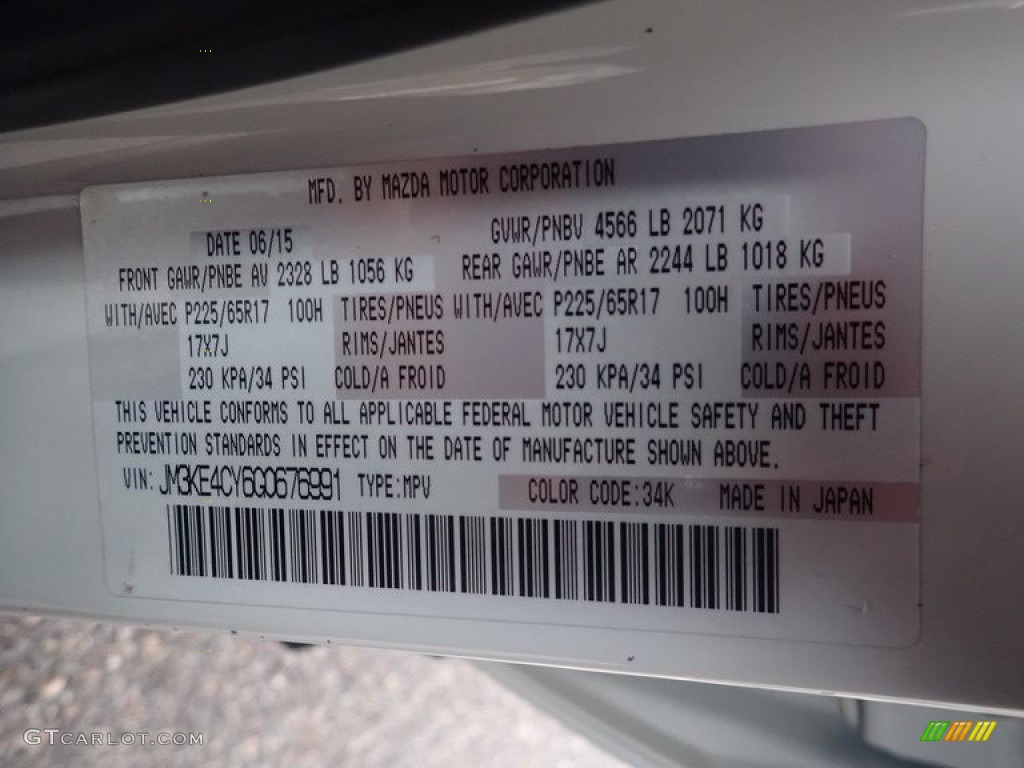 MFD. BY MAZDA MOTOR CORPORATION
DATE 06/15 GVWR/PNBV 4566 LB 2071 KG
FRONT GAWR/PNBE AV 2328 LB 1056 KG REAR GAWR/PNBE AR 2244 LB 1018 KG
WITH/AVEC P225/65R17 100H TIRES/PNEUS WITH/AVEC P225/65R17 100H TIRES/PNEUS
17X7J RIMS/JANTES 17X7J RIMS/JANTES
230 KPA/34 PSI COLD/A FROID 230 KPA/34 PSI COLD/A FROID
THIS VEHICLE CONFORMS TO ALL APPLICABLE FEDERAL MOTOR VEHICLE SAFETY AND THEFT
PREVENTION STANDARDS IN EFFECT ON THE DATE OF MANUFACTURE SHOWN ABOVE.
VIN: JM3KE4CY6G0676991 TYPE:MPV COLOR CODE:34K MADE IN JAPAN
GTCARLOT.COM